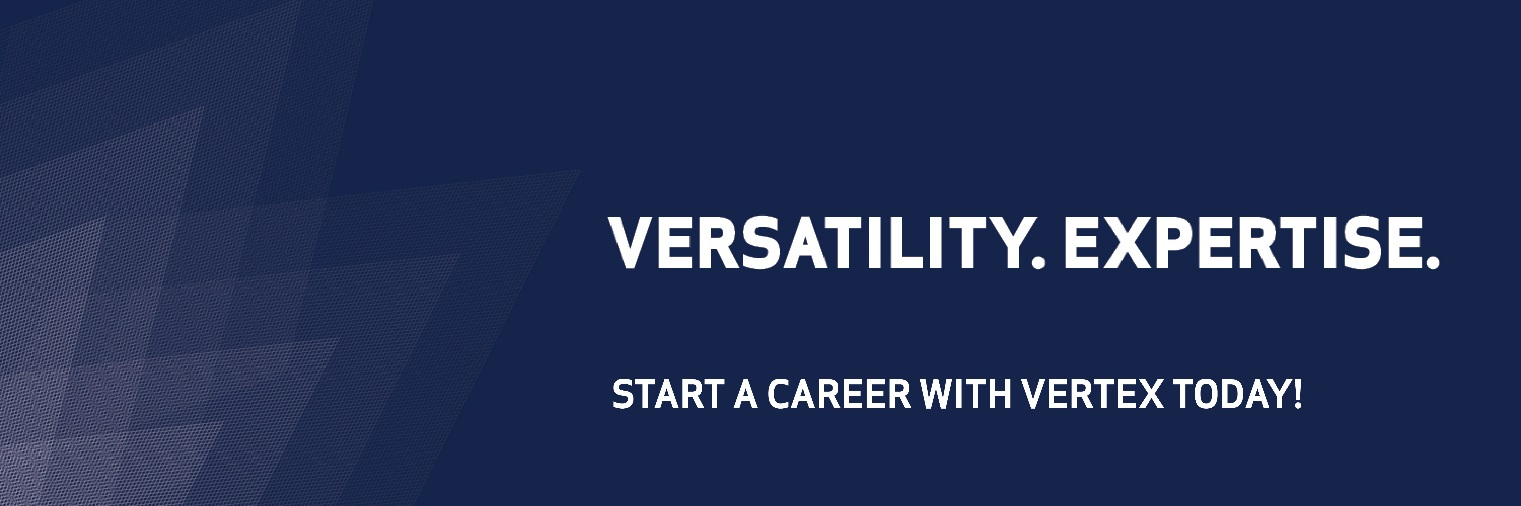 VERSATILITY. EXPERTISE.
START A CAREER WITH VERTEX TODAY!